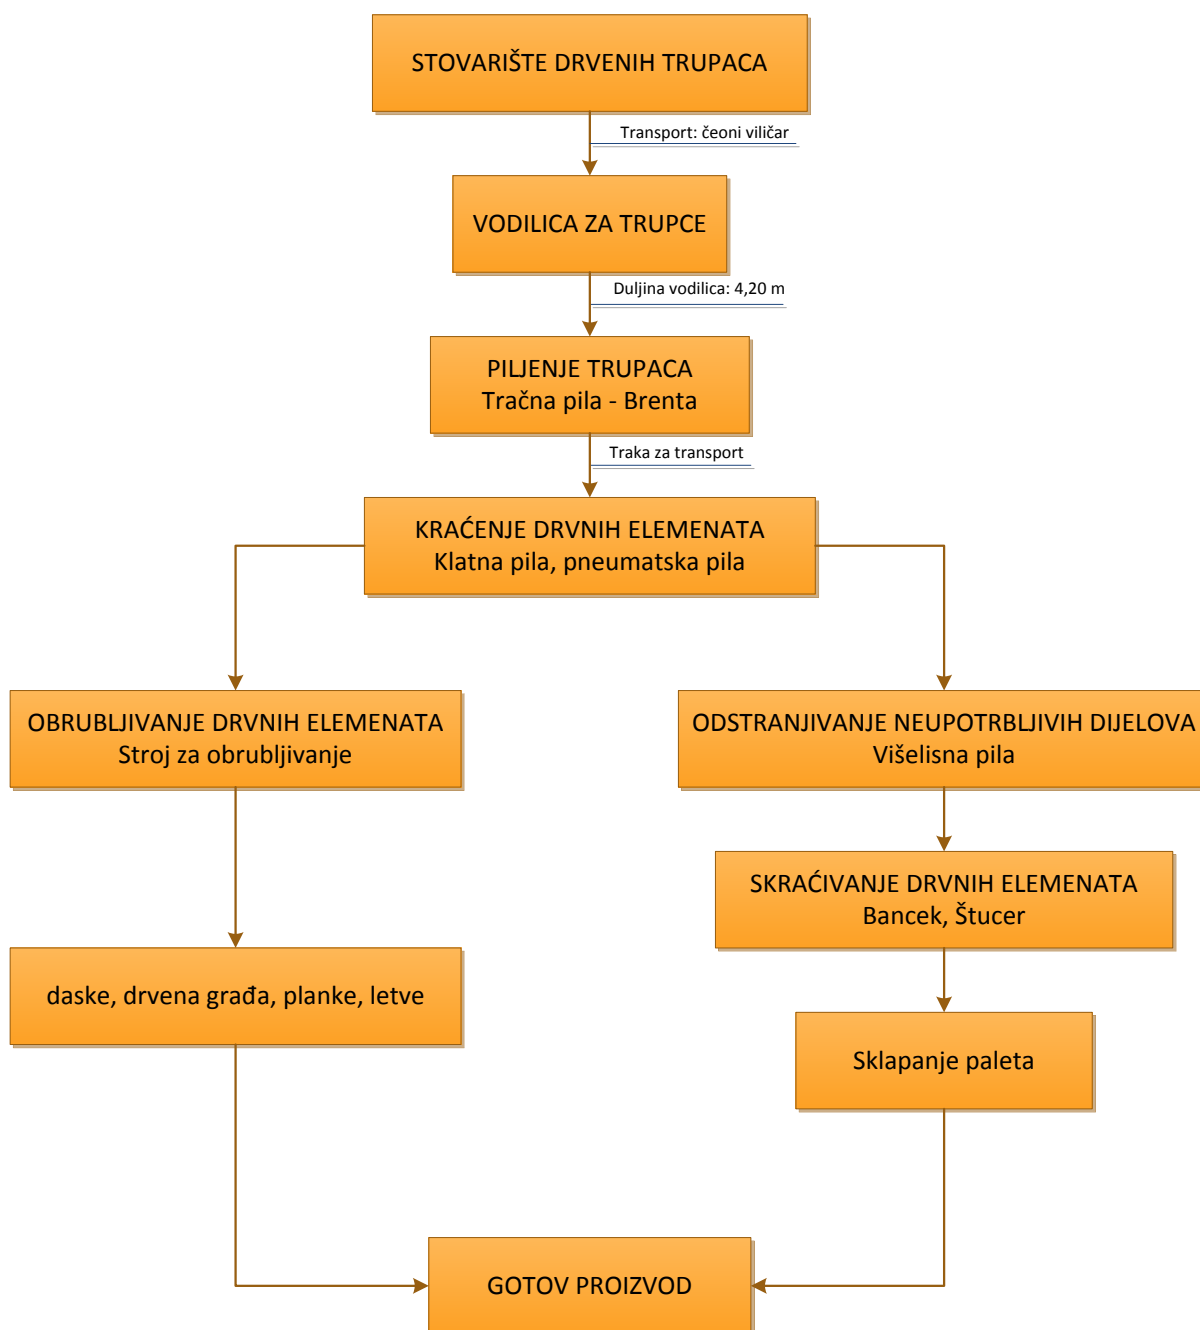 STOVARIŠTE DRVENIH TRUPACA
Transport: čeoni viličar
VODILICA ZA TRUPCE
Duljina vodilica: 4,20 m
PILJENJE TRUPACA
Tračna pila - Brenta
Traka za transport
KRAĆENJE DRVNIH ELEMENATA
Klatna pila, pneumatska pila
OBRUBLJIVANJE DRVNIH ELEMENATA
Stroj za obrubljivanje
daske, drvena građa, planke, letve
ODSTRANJIVANJE NEUPOTRBLJIVIH DIJELOVA
Višelisna pila
SKRAĆIVANJE DRVNIH ELEMENATA
Bancek, Štucer
Sklapanje paleta
GOTOV PROIZVOD